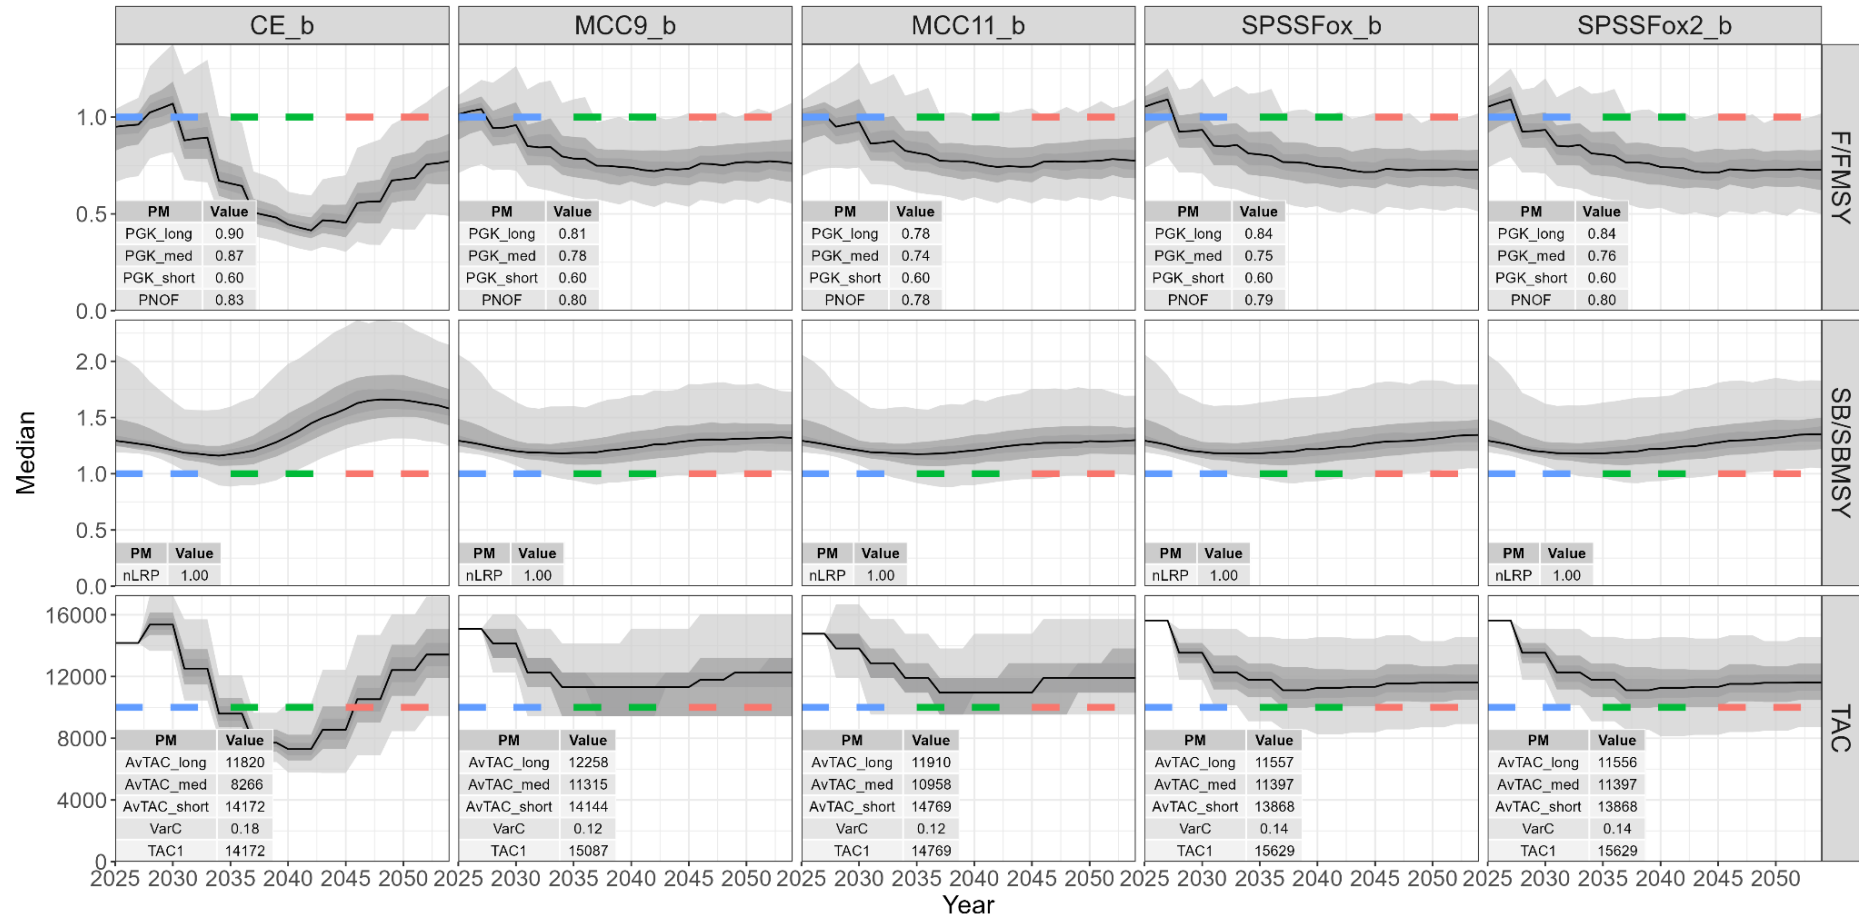 CE_b MCC9_b MCC11_b SPSSFox_b SPSSFox2_b
1.0
0.5
0.0
F/FMSY
PM Value PM Value PM Value PM Value PM Value
PGK_long 0.90 PGK_long 0.81 PGK_long 0.78 PGK_long 0.84 PGK_long 0.84
PGK_med 0.87 PGK_med 0.78 PGK_med 0.74 PGK_med 0.75 PGK_med 0.76
PGK_short 0.60 PGK_short 0.60 PGK_short 0.60 PGK_short 0.60 PGK_short 0.60
PNOF 0.83 PNOF 0.80 PNOF 0.78 PNOF 0.79 PNOF 0.80
Median
2.0
1.5
1.0
0.5
0.0
SB/SBMSY
PM Value PM Value PM Value PM Value PM Value
nLRP 1.00 nLRP 1.00 nLRP 1.00 nLRP 1.00 nLRP 1.00
16000
12000
8000
4000
0
TAC
PM Value PM Value PM Value PM Value PM Value
AvTAC_long 11820 AvTAC_long 12258 AvTAC_long 11910 AvTAC_long 11557 AvTAC_long 11556
AvTAC_med 8266 AvTAC_med 11315 AvTAC_med 10958 AvTAC_med 11397 AvTAC_med 11397
AvTAC_short 14172 AvTAC_short 14144 AvTAC_short 14769 AvTAC_short 13868 AvTAC_short 13868
VarC 0.18 VarC 0.12 VarC 0.12 VarC 0.14 VarC 0.14
TAC1 14172 TAC1 15087 TAC1 14769 TAC1 15629 TAC1 15629
2025 2030 2035 2040 2045 2050 2025 2030 2035 2040 2045 2050 2025 2030 2035 2040 2045 2050 2025 2030 2035 2040 2045 2050 2025 2030 2035 2040 2045 2050
Year